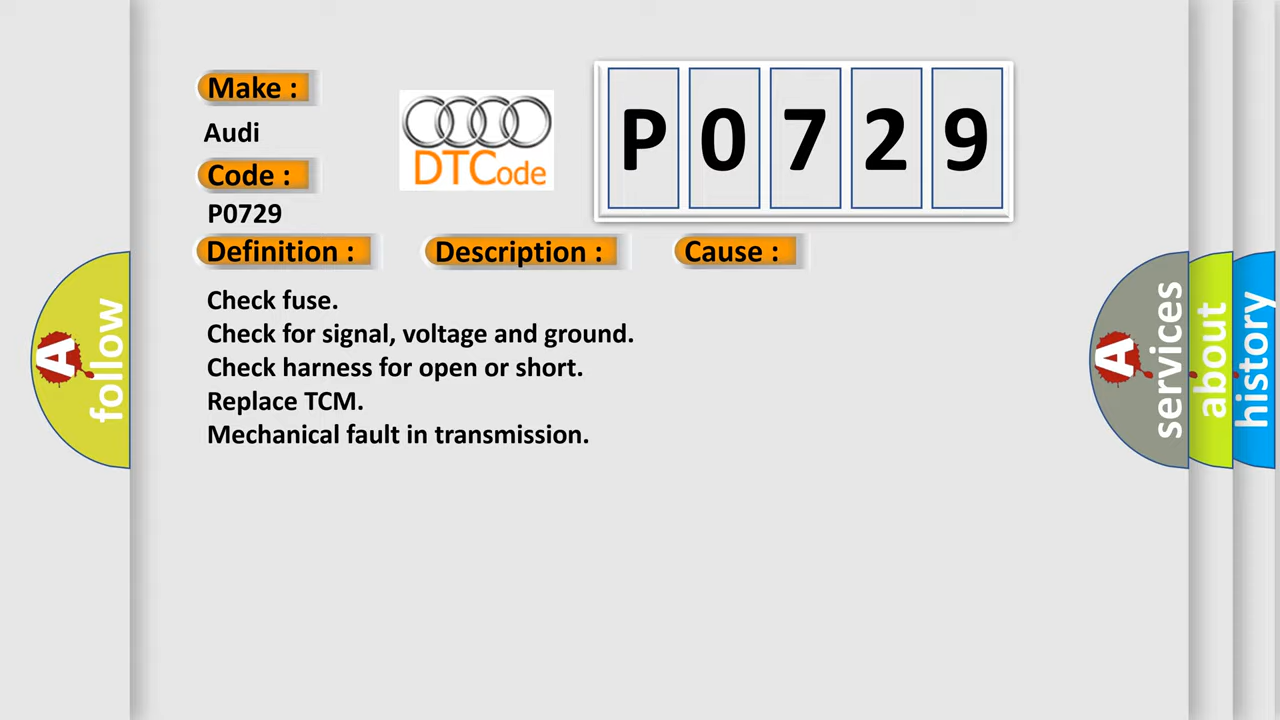 Make :
Audi
Code :
P0729
DTCode
P0729
Definition :
Description :
Cause :
Check fuse.
Check for signal, voltage and ground.
Check harness for open or short.
Replace TCM.
Mechanical fault in transmission.
A follow
A services
about
history